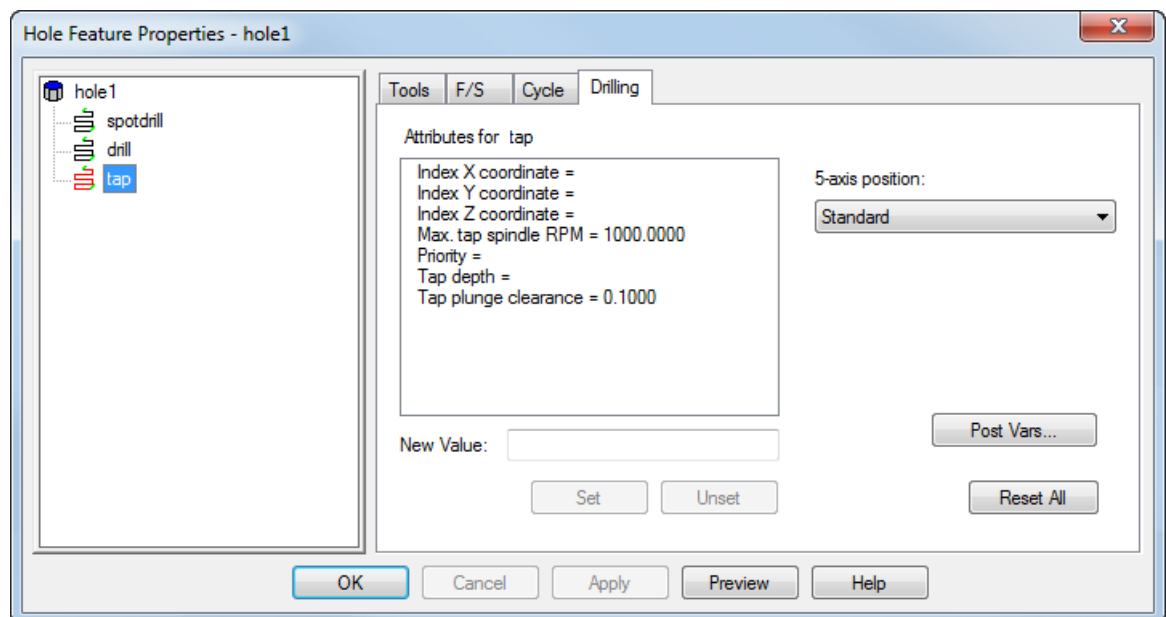 Hole Feature Properties - hole1
hole1
spotdrill
drill
tap
Tools F/S Cycle Drilling
Attributes for tap
Index X coordinate =
Index Y coordinate =
Index Z coordinate =
Max. tap spindle RPM = 1000.0000
Priority =
Tap depth =
Tap plunge clearance = 0.1000
5-axis position:
Standard
New Value:
Post Vars...
Set Unset Reset All
OK Cancel Apply Preview Help